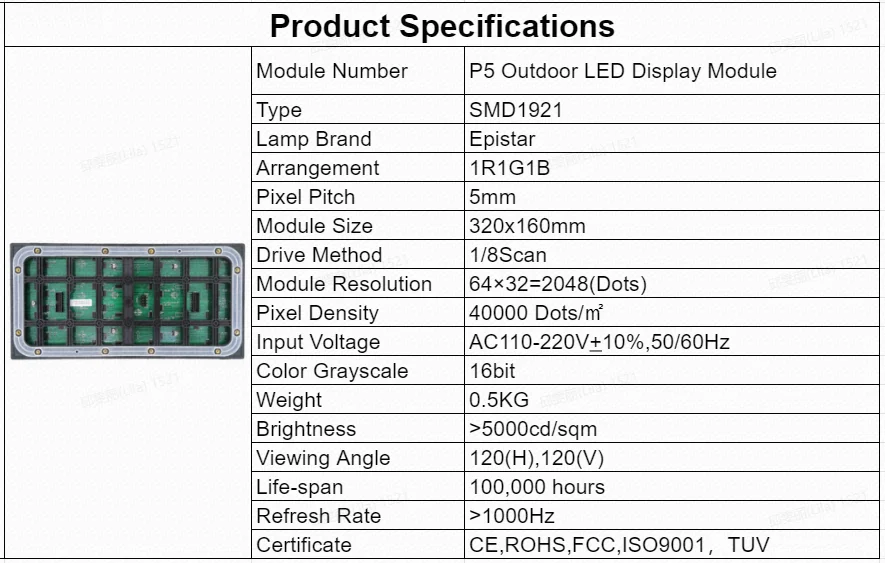 Product Specifications
Module Number P5 Outdoor LED Display Module
Type SMD1921
Lamp Brand Epistar
Arrangement 1R1G1B
Pixel Pitch 5mm
Module Size 320x160mm
Drive Method 1/8Scan
Module Resolution 64×32=2048(Dots)
Pixel Density 40000 Dots/㎡
Input Voltage AC110-220V±10%,50/60Hz
Color Grayscale 16bit
Weight 0.5KG
Brightness >5000cd/sqm
Viewing Angle 120(H),120(V)
Life-span 100,000 hours
Refresh Rate >1000Hz
Certificate CE,ROHS,FCC,ISO9001，TUV